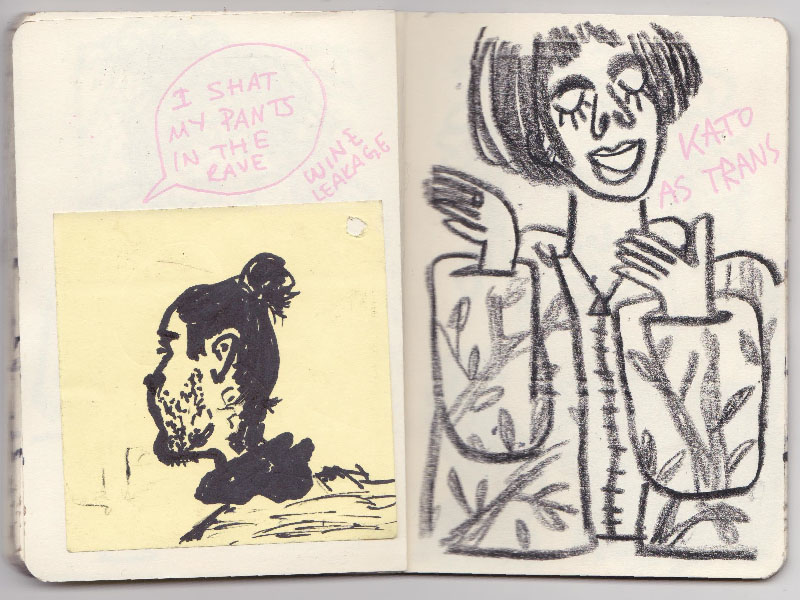 I SHAT
MY PANTS
IN THE
RAVE
WINE
LEAKAGE
KATO
AS TRANS